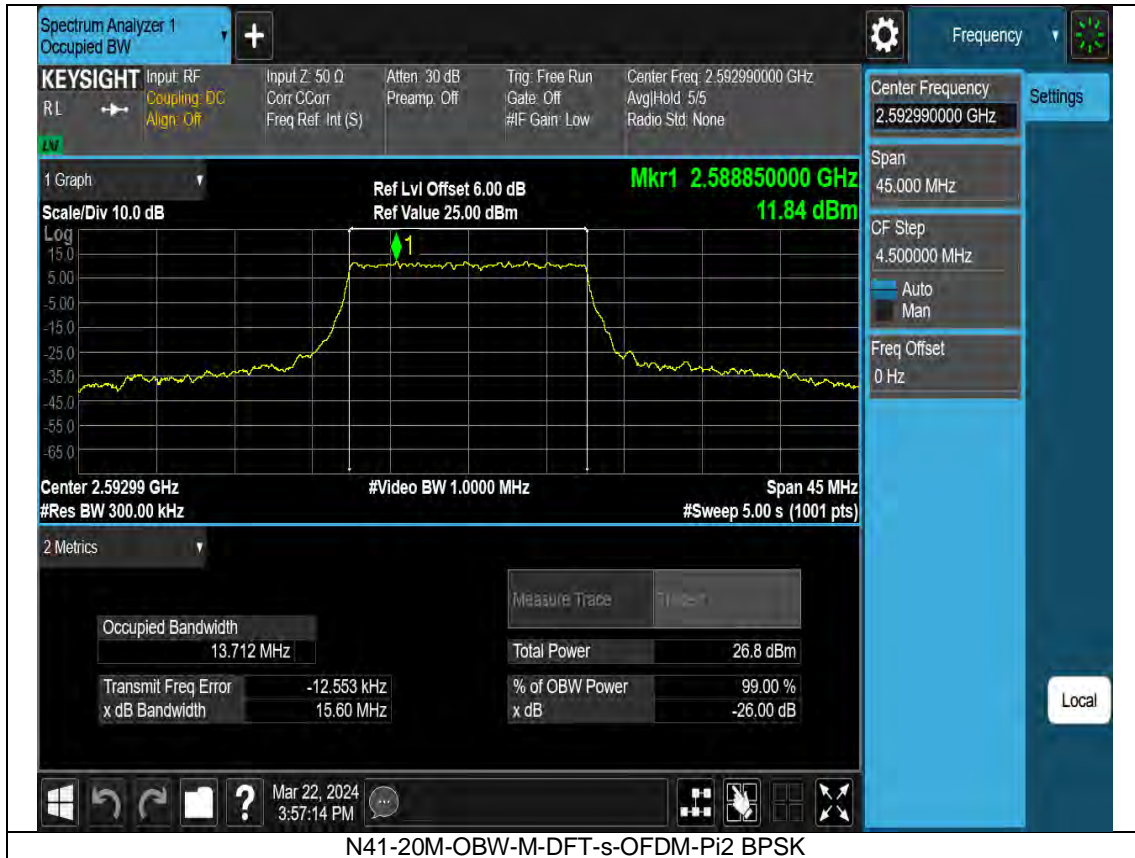 Spectrum Analyzer 1
Occupied BW
+
Frequency
KEYSIGHT
RL
LXI
Input: RF
Coupling: DC
Align: Off
Input Z: 50 Ω
Corr CCorr
Freq Ref: Int (S)
Atten: 30 dB
Preamp: Off
Trig: Free Run
Gate: Off
#IF Gain: Low
Center Freq: 2.592990000 GHz
Avg|Hold: 5/5
Radio Std: None
Center Frequency
2.592990000 GHz
Settings
Span
45.000 MHz
CF Step
4.500000 MHz
Auto
Man
Freq Offset
0 Hz
Local
1 Graph
Ref Lvl Offset 6.00 dB
Mkr1 2.588850000 GHz
Scale/Div 10.0 dB
Ref Value 25.00 dBm
11.84 dBm
Log
1
15.0
5.00
-5.00
-15.0
-25.0
-35.0
-45.0
-55.0
-65.0
Center 2.59299 GHz
#Video BW 1.0000 MHz
Span 45 MHz
#Res BW 300.00 kHz
#Sweep 5.00 s (1001 pts)
2 Metrics
Measure Trace
Occupied Bandwidth
13.712 MHz
Total Power 26.8 dBm
Transmit Freq Error -12.553 kHz
% of OBW Power 99.00 %
x dB Bandwidth 15.60 MHz
x dB -26.00 dB
?
Mar 22, 2024
3:57:14 PM
N41-20M-OBW-M-DFT-s-OFDM-Pi2 BPSK